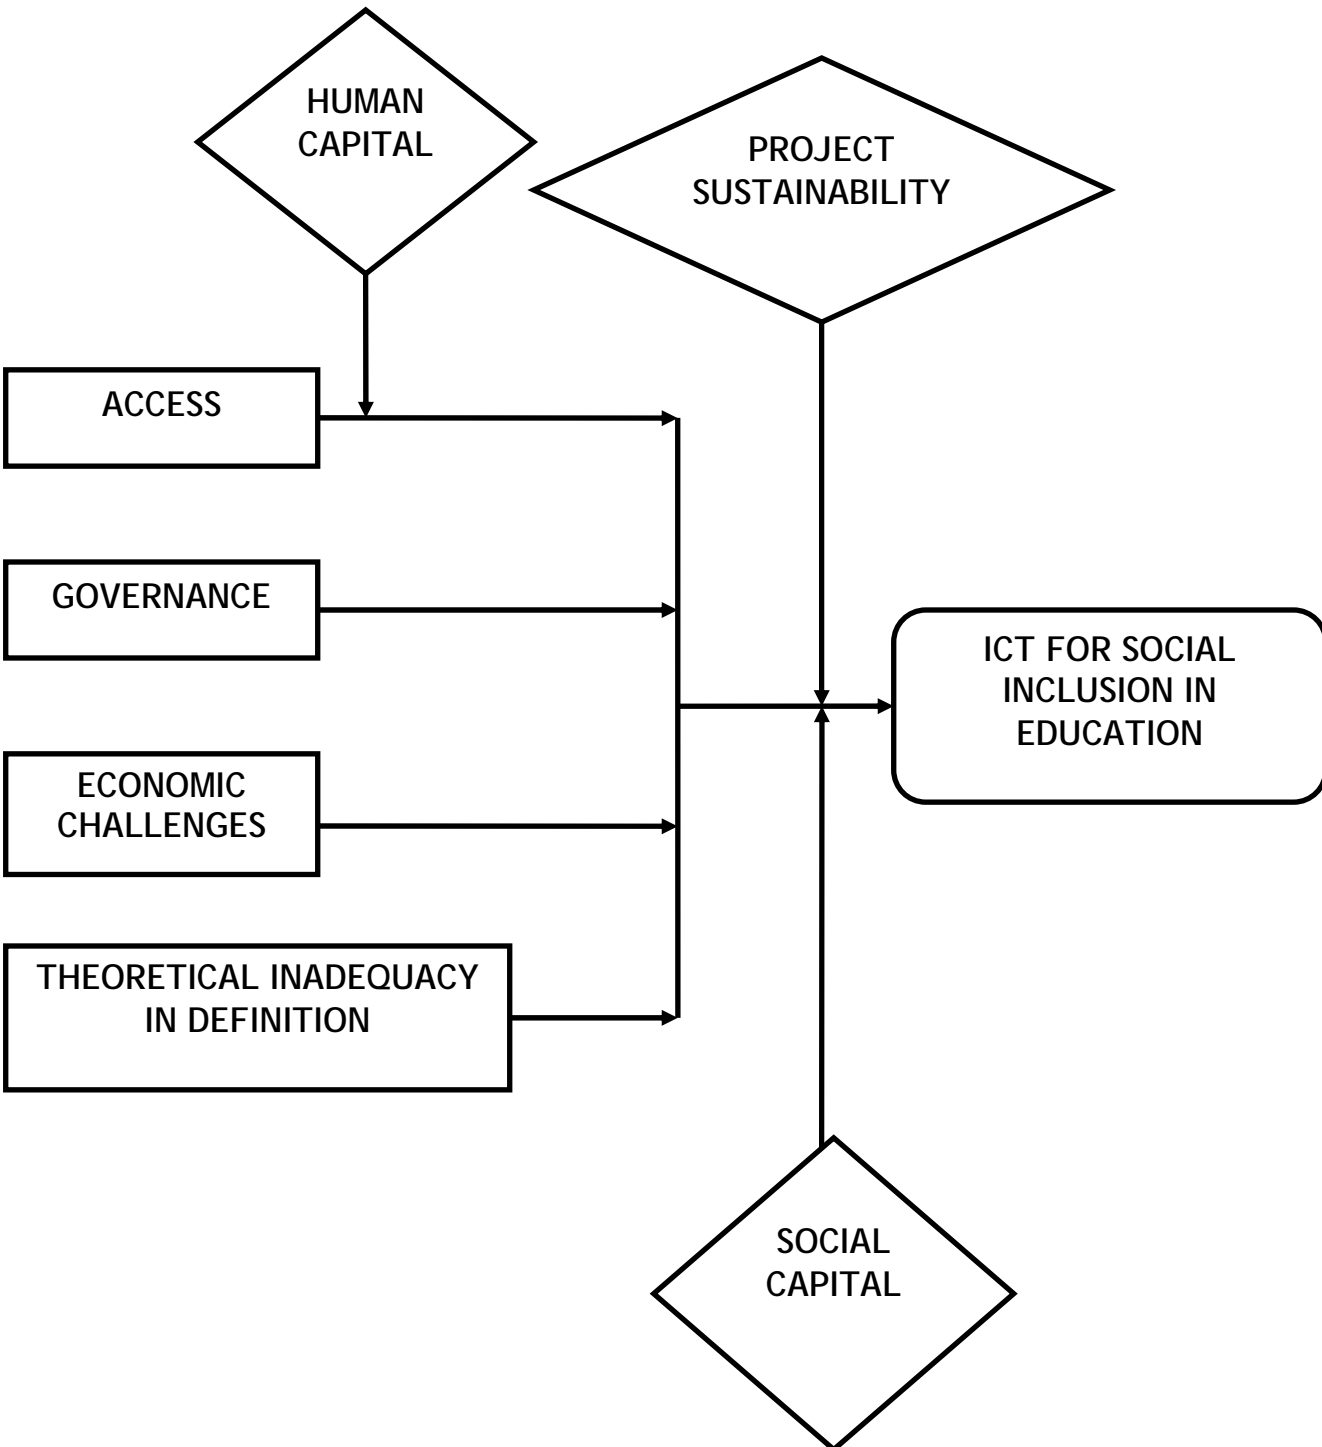 HUMAN
CAPITAL
PROJECT
SUSTAINABILITY
ACCESS
GOVERNANCE
ICT FOR SOCIAL
INCLUSION IN
EDUCATION
ECONOMIC
CHALLENGES
THEORETICAL INADEQUACY
IN DEFINITION
SOCIAL
CAPITAL